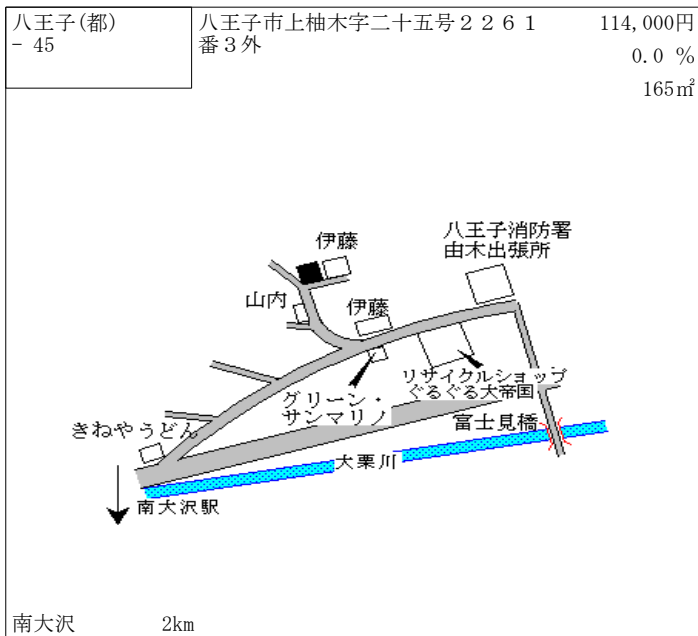 八王子(都)
- 45
八王子市上柚木字二十五号２２６１
番３外
114,000円
0.0 %
165㎡
八王子消防署
由木出張所
伊藤
山内
伊藤
リサイクルショップ
ぐるぐる大帝国
グリーン・
サンマリノ
富士見橋
きねやうどん
大栗川
南大沢駅
南大沢
2km